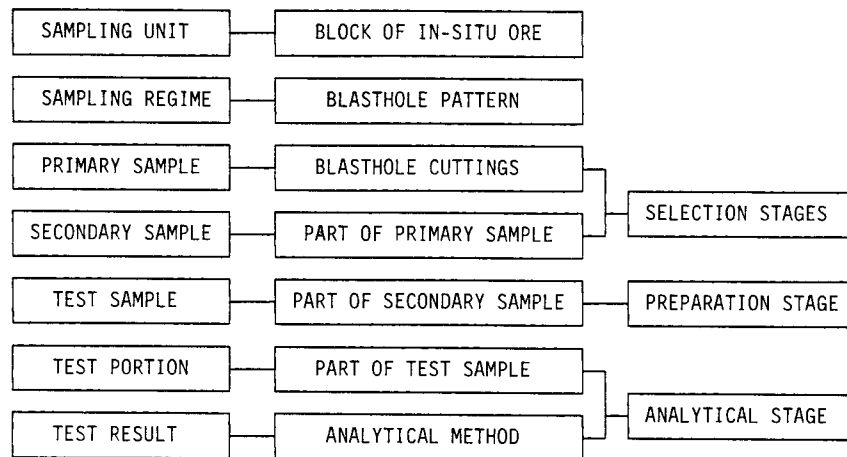 SAMPLING UNIT
BLOCK OF IN-SITU ORE
SAMPLING REGIME
BLASTHOLE PATTERN
PRIMARY SAMPLE
BLASTHOLE CUTTINGS
SELECTION STAGES
SECONDARY SAMPLE
PART OF PRIMARY SAMPLE
TEST SAMPLE
PART OF SECONDARY SAMPLE
PREPARATION STAGE
TEST PORTION
PART OF TEST SAMPLE
ANALYTICAL STAGE
TEST RESULT
ANALYTICAL METHOD